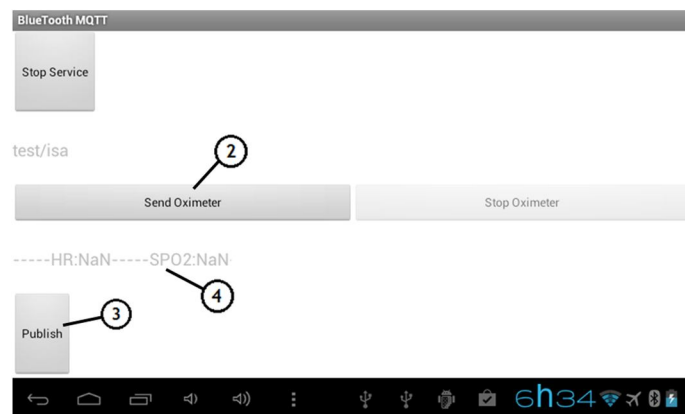 BlueTooth MQTT
Stop Service
test/isa
2
Send Oximeter
Stop Oximeter
-----HR:NaN-----SPO2:NaN-
4
3
Publish
6h34